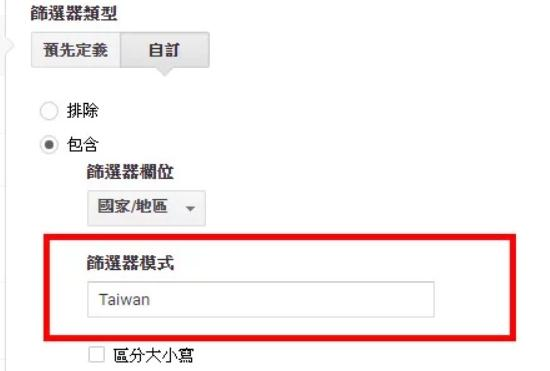 篩選器類型
預先定義 自訂
排除
包含
篩選器欄位
國家/地區
篩選器模式
Taiwan
區分大小寫